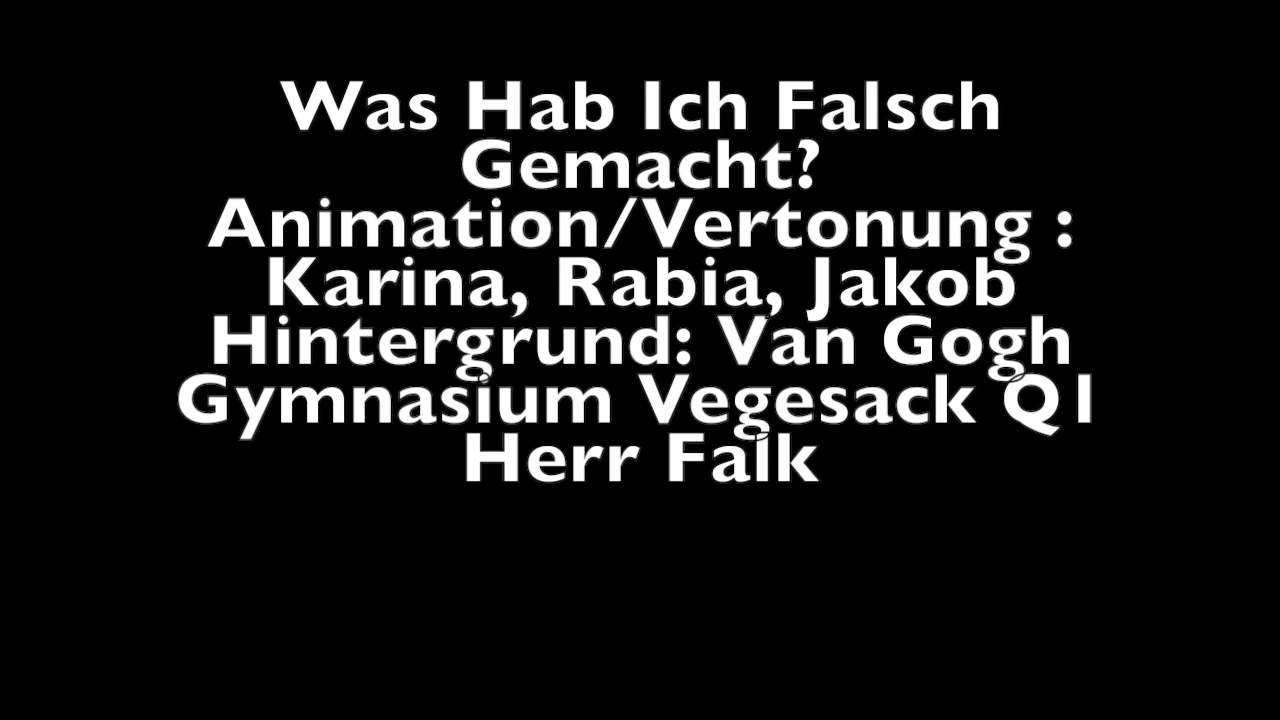 Was Hab Ich Falsch
Gemacht?
Animation/Vertonung :
Karina, Rabia, Jakob
Hintergrund: Van Gogh
Gymnasium Vegesack Q1
Herr Falk